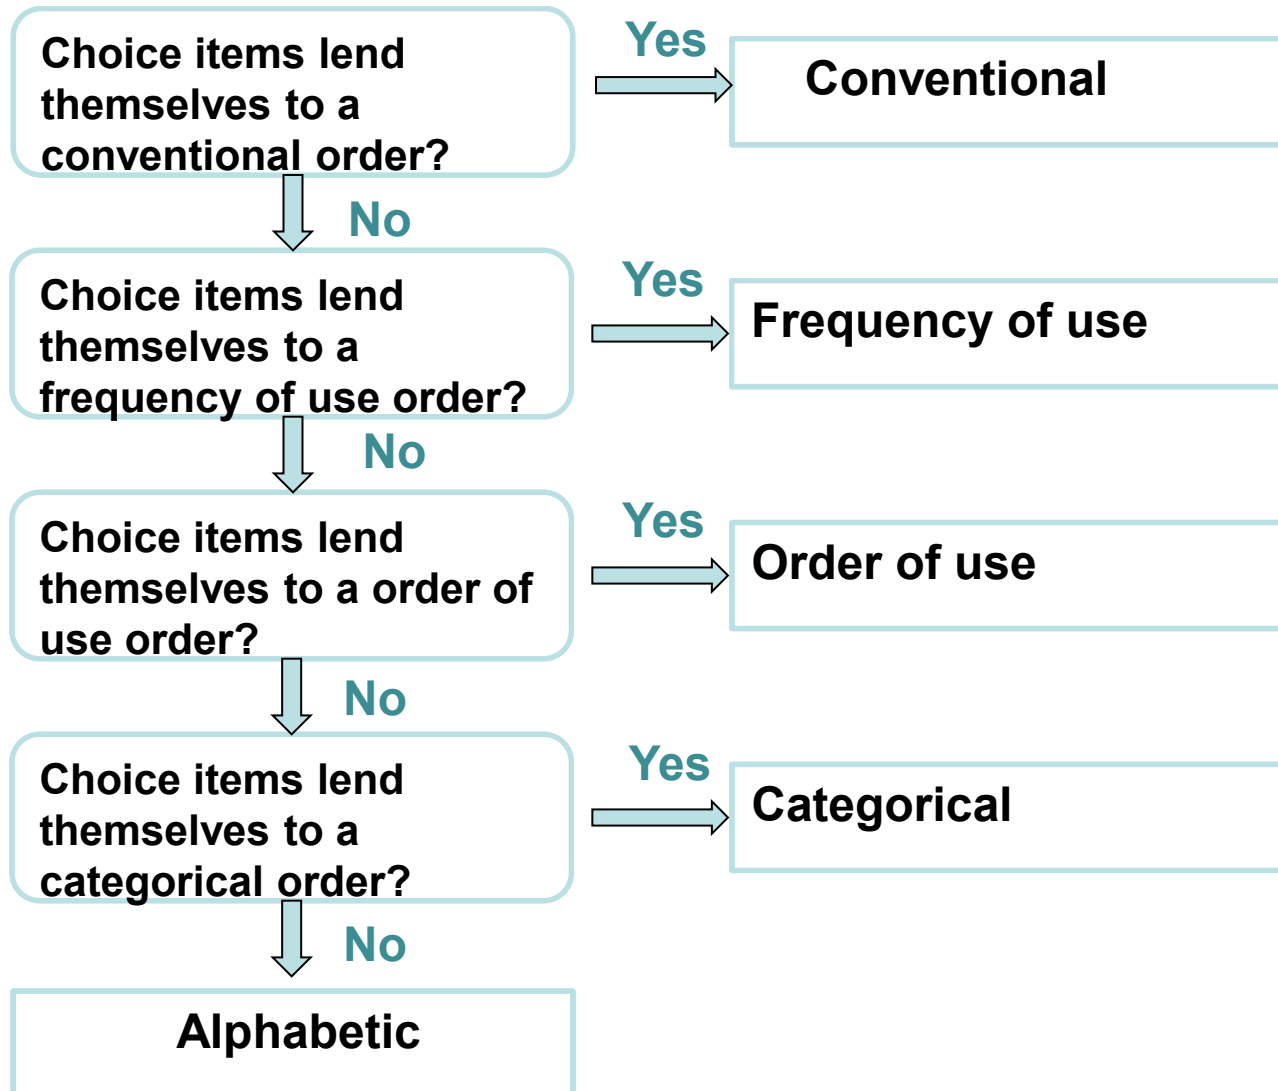 Choice items lend
themselves to a
conventional order?
Yes
Conventional
No
Choice items lend
themselves to a
frequency of use order?
Yes
Frequency of use
No
Choice items lend
themselves to a order of
use order?
Yes
Order of use
No
Choice items lend
themselves to a
categorical order?
Yes
Categorical
No
Alphabetic